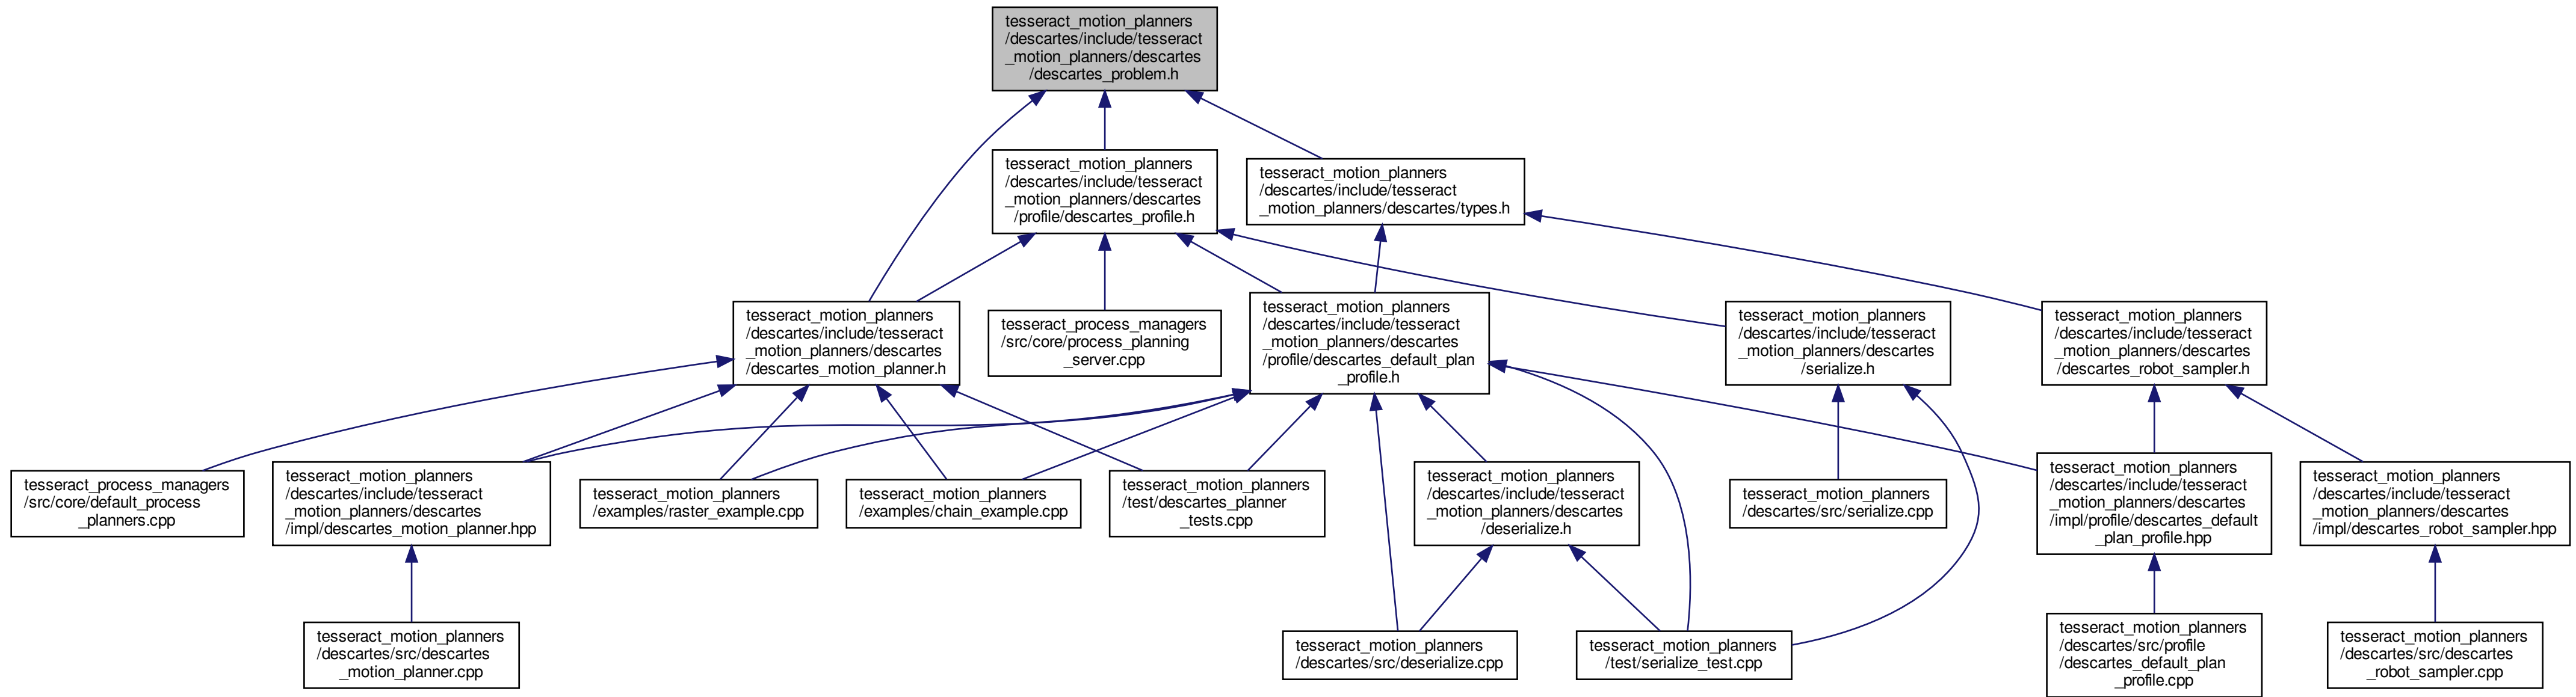 tesseract_motion_planners
/descartes/include/tesseract
_motion_planners/descartes
/descartes_problem.h
tesseract_motion_planners
/descartes/include/tesseract
_motion_planners/descartes
/profile/descartes_profile.h
tesseract_motion_planners
/descartes/include/tesseract
_motion_planners/descartes/types.h
tesseract_motion_planners
/descartes/include/tesseract
_motion_planners/descartes
/descartes_motion_planner.h
tesseract_process_managers
/src/core/process_planning
_server.cpp
tesseract_motion_planners
/descartes/include/tesseract
_motion_planners/descartes
/profile/descartes_default_plan
_profile.h
tesseract_motion_planners
/descartes/include/tesseract
_motion_planners/descartes
/serialize.h
tesseract_motion_planners
/descartes/include/tesseract
_motion_planners/descartes
/descartes_robot_sampler.h
tesseract_process_managers
/src/core/default_process
_planners.cpp
tesseract_motion_planners
/descartes/include/tesseract
_motion_planners/descartes
/impl/descartes_motion_planner.hpp
tesseract_motion_planners
/examples/raster_example.cpp
tesseract_motion_planners
/examples/chain_example.cpp
tesseract_motion_planners
/test/descartes_planner
_tests.cpp
tesseract_motion_planners
/descartes/include/tesseract
_motion_planners/descartes
/deserialize.h
tesseract_motion_planners
/descartes/src/serialize.cpp
tesseract_motion_planners
/descartes/include/tesseract
_motion_planners/descartes
/impl/profile/descartes_default
_plan_profile.hpp
tesseract_motion_planners
/descartes/include/tesseract
_motion_planners/descartes
/impl/descartes_robot_sampler.hpp
tesseract_motion_planners
/descartes/src/descartes
_motion_planner.cpp
tesseract_motion_planners
/descartes/src/deserialize.cpp
tesseract_motion_planners
/test/serialize_test.cpp
tesseract_motion_planners
/descartes/src/profile
/descartes_default_plan
_profile.cpp
tesseract_motion_planners
/descartes/src/descartes
_robot_sampler.cpp